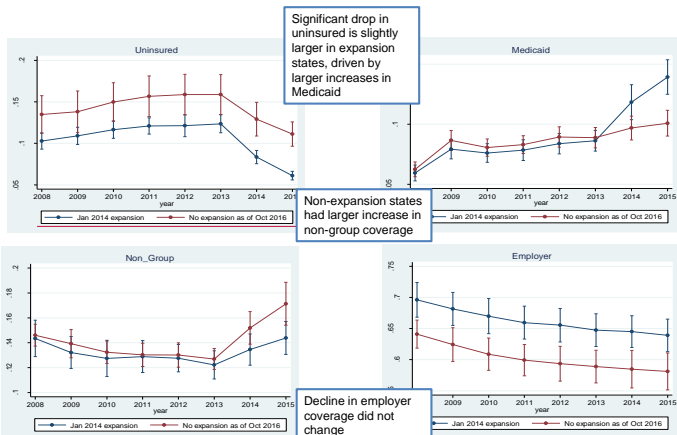 Significant drop in
uninsured is slightly
larger in expansion
states, driven by
larger increases in
Medicaid
Uninsured
.2
.15
.1
.05
2008 2009 2010 2011 2012 2013 2014 2015
year
Jan 2014 expansion No expansion as of Oct 2016
Medicaid
.1
.05
2009 2010 2011 2012 2013 2014 2015
year
Jan 2014 expansion No expansion as of Oct 2016
Non-expansion states
had larger increase in
non-group coverage
Non_Group
.2
.18
.16
.14
.12
.1
2008 2009 2010 2011 2012 2013 2014 2015
year
Jan 2014 expansion No expansion as of Oct 2016
Employer
.75
.7
.65
.6
2009 2010 2011 2012 2013 2014 2015
year
Jan 2014 expansion No expansion as of Oct 2016
Decline in employer
coverage did not
change